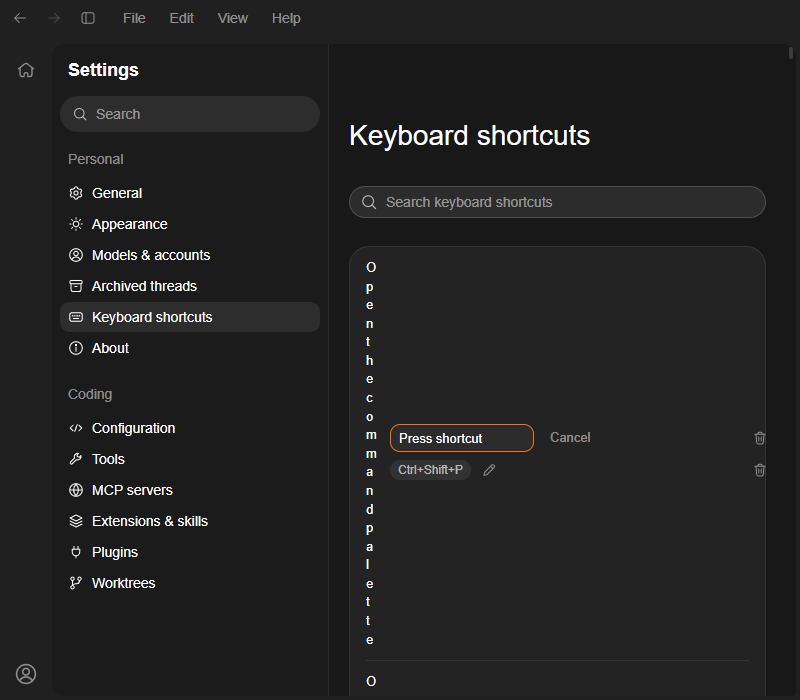 File Edit View Help
Settings
Search
Personal
General
Appearance
Models & accounts
Archived threads
Keyboard shortcuts
About
Coding
Configuration
Tools
MCP servers
Extensions & skills
Plugins
Worktrees
Keyboard shortcuts
Search keyboard shortcuts
O
p
e
n
t
h
e
c
o
m
m
a
n
d
p
a
l
e
t
t
e
Press shortcut Cancel
Ctrl+Shift+P
O